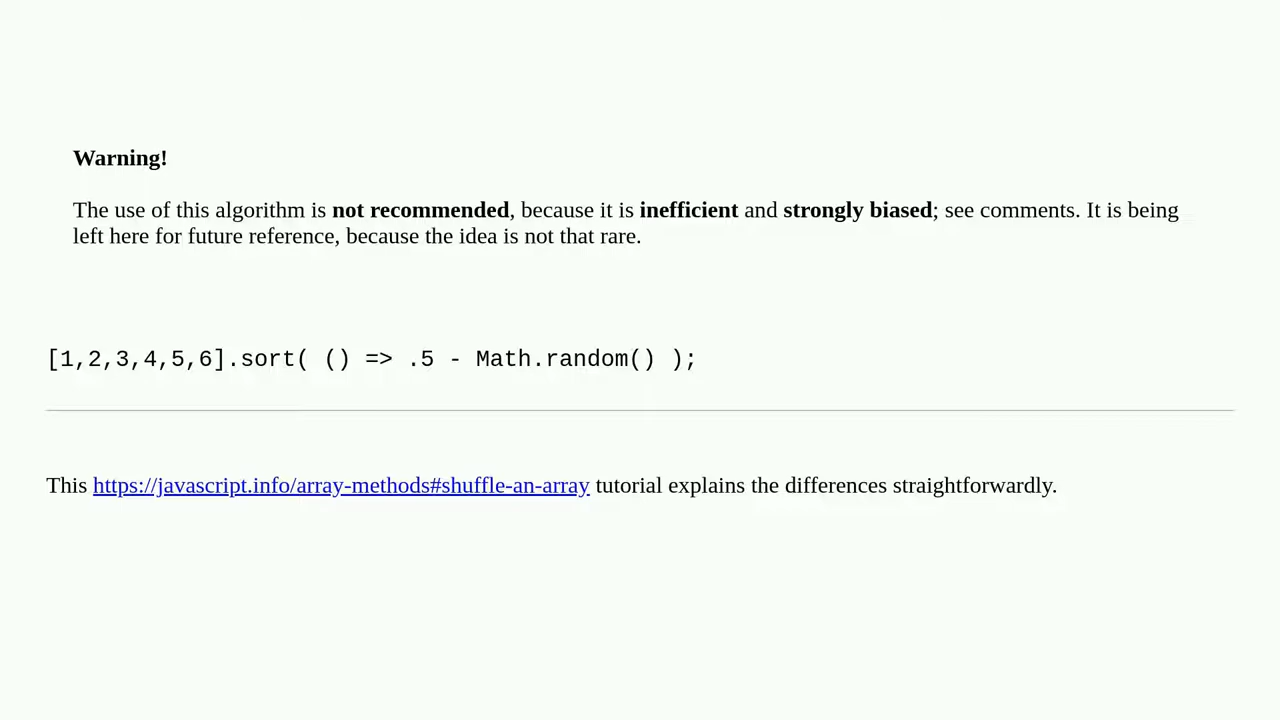 Warning!
The use of this algorithm is not recommended, because it is inefficient and strongly biased; see comments. It is being
left here for future reference, because the idea is not that rare.
[1,2,3,4,5,6].sort( () => .5 - Math.random() );
This https://javascript.info/array-methods#shuffle-an-array tutorial explains the differences straightforwardly.